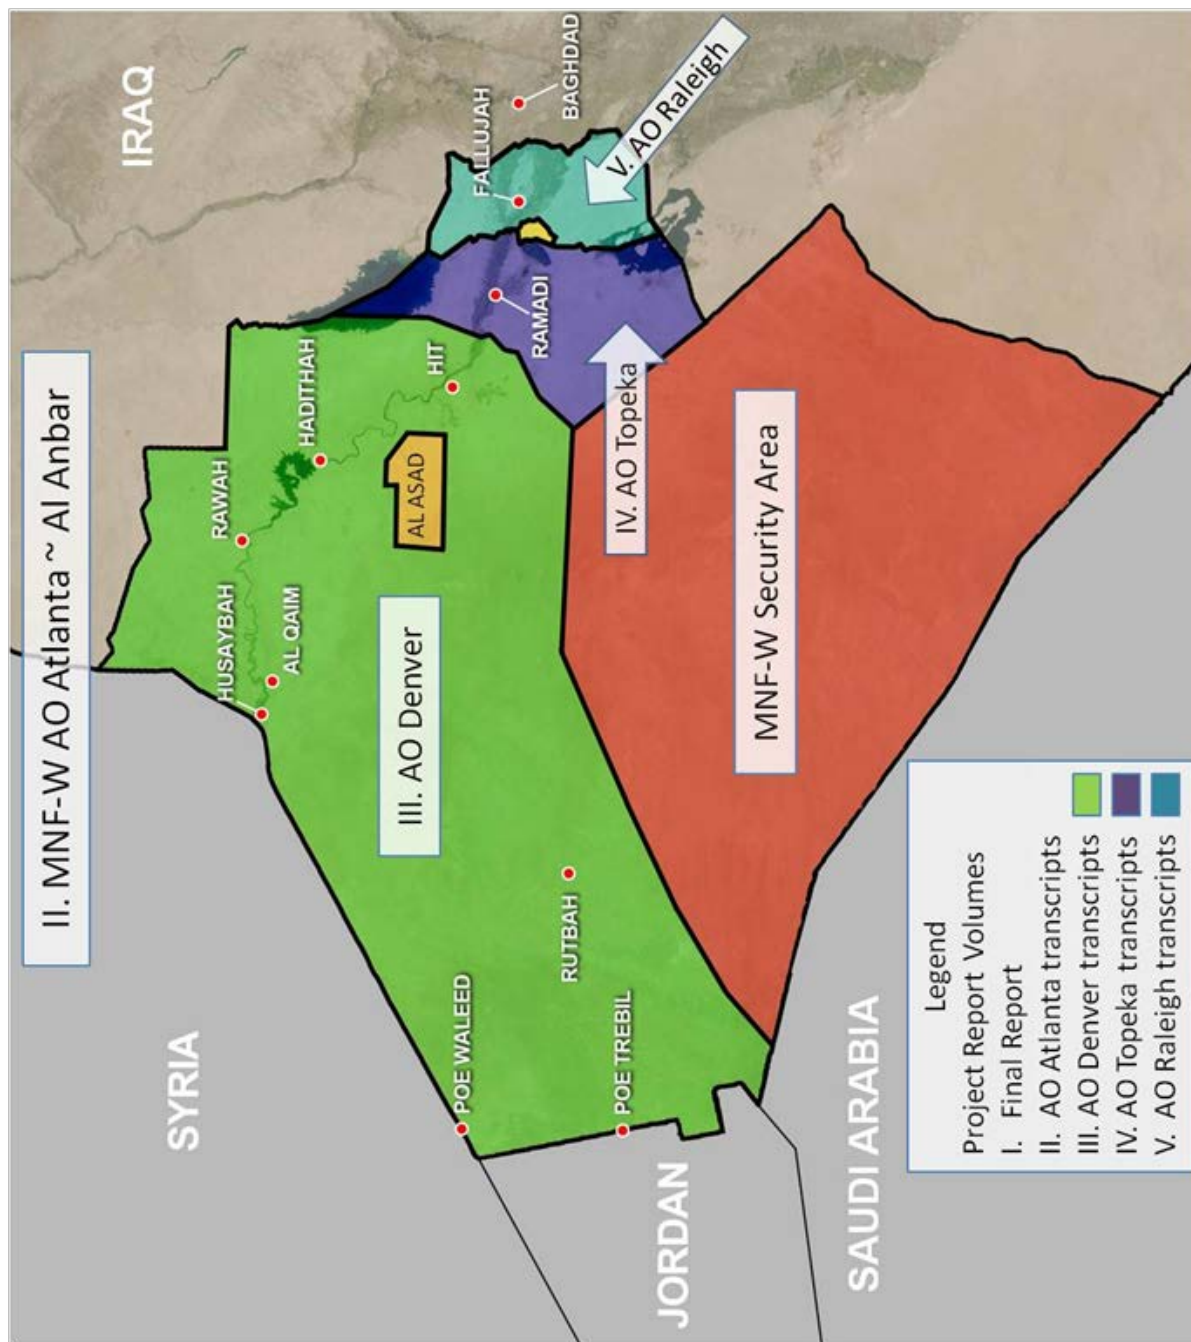 II. MNF-W AO Atlanta ~ Al Anbar
IRAQ
SYRIA
HUSAYBAH
RAWAH
AL QAIM
HADITHAH
AL ASAD
HIT
FALLUJAH
BAGHDAD
RAMADI
V. AO Raleigh
III. AO Denver
POE WALEED
RUTBAH
IV. AO Topeka
POE TREBIL
JORDAN
MNF-W Security Area
SAUDI ARABIA
Legend
Project Report Volumes
I. Final Report
II. AO Atlanta transcripts
III. AO Denver transcripts
IV. AO Topeka transcripts
V. AO Raleigh transcripts